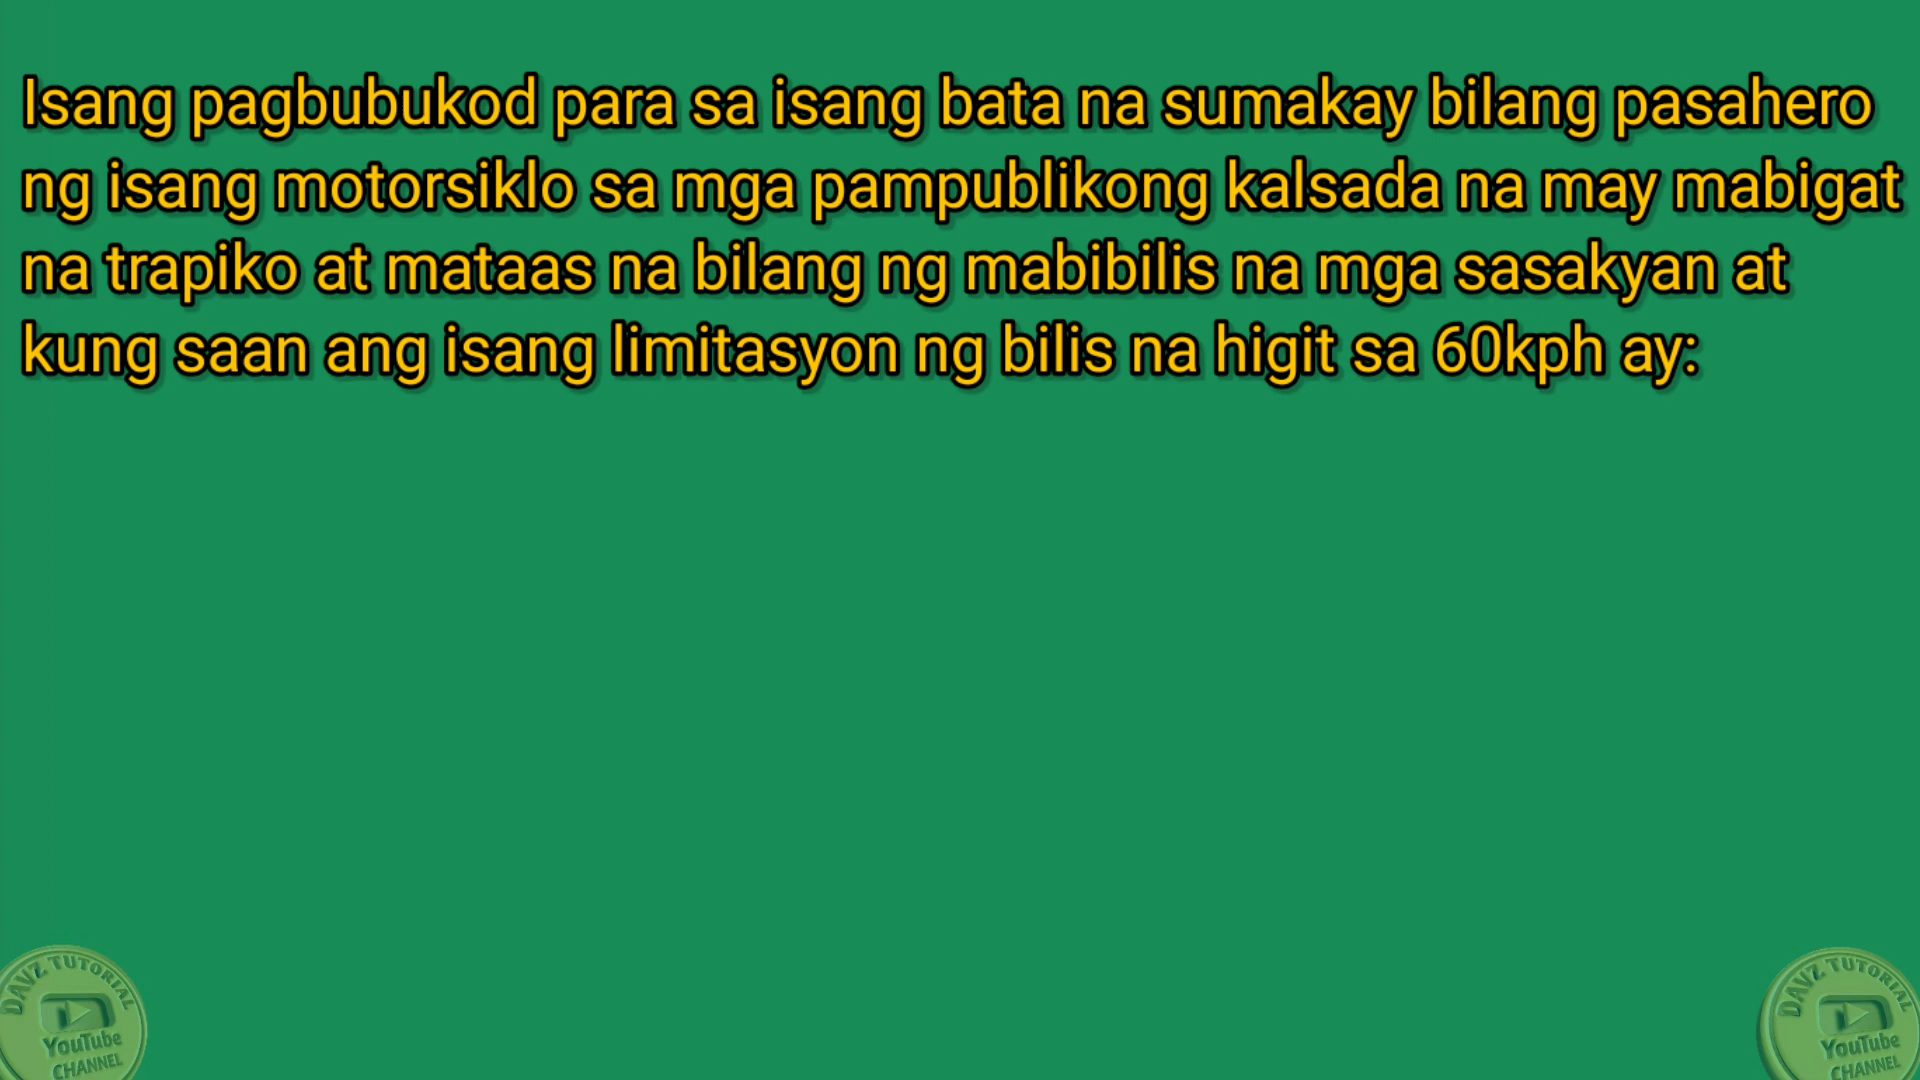 Isang pagbubukod para sa isang bata na sumakay bilang pasahero
ng isang motorsiklo sa mga pampublikong kalsada na may mabigat
na trapiko at mataas na bilang ng mabibilis na mga sasakyan at
kung saan ang isang limitasyon ng bilis na higit sa 60kph ay:
DAVZ TUTORIAL
YouTube
CHANNEL
DAVZ TUTORIAL
YouTube
CHANNEL